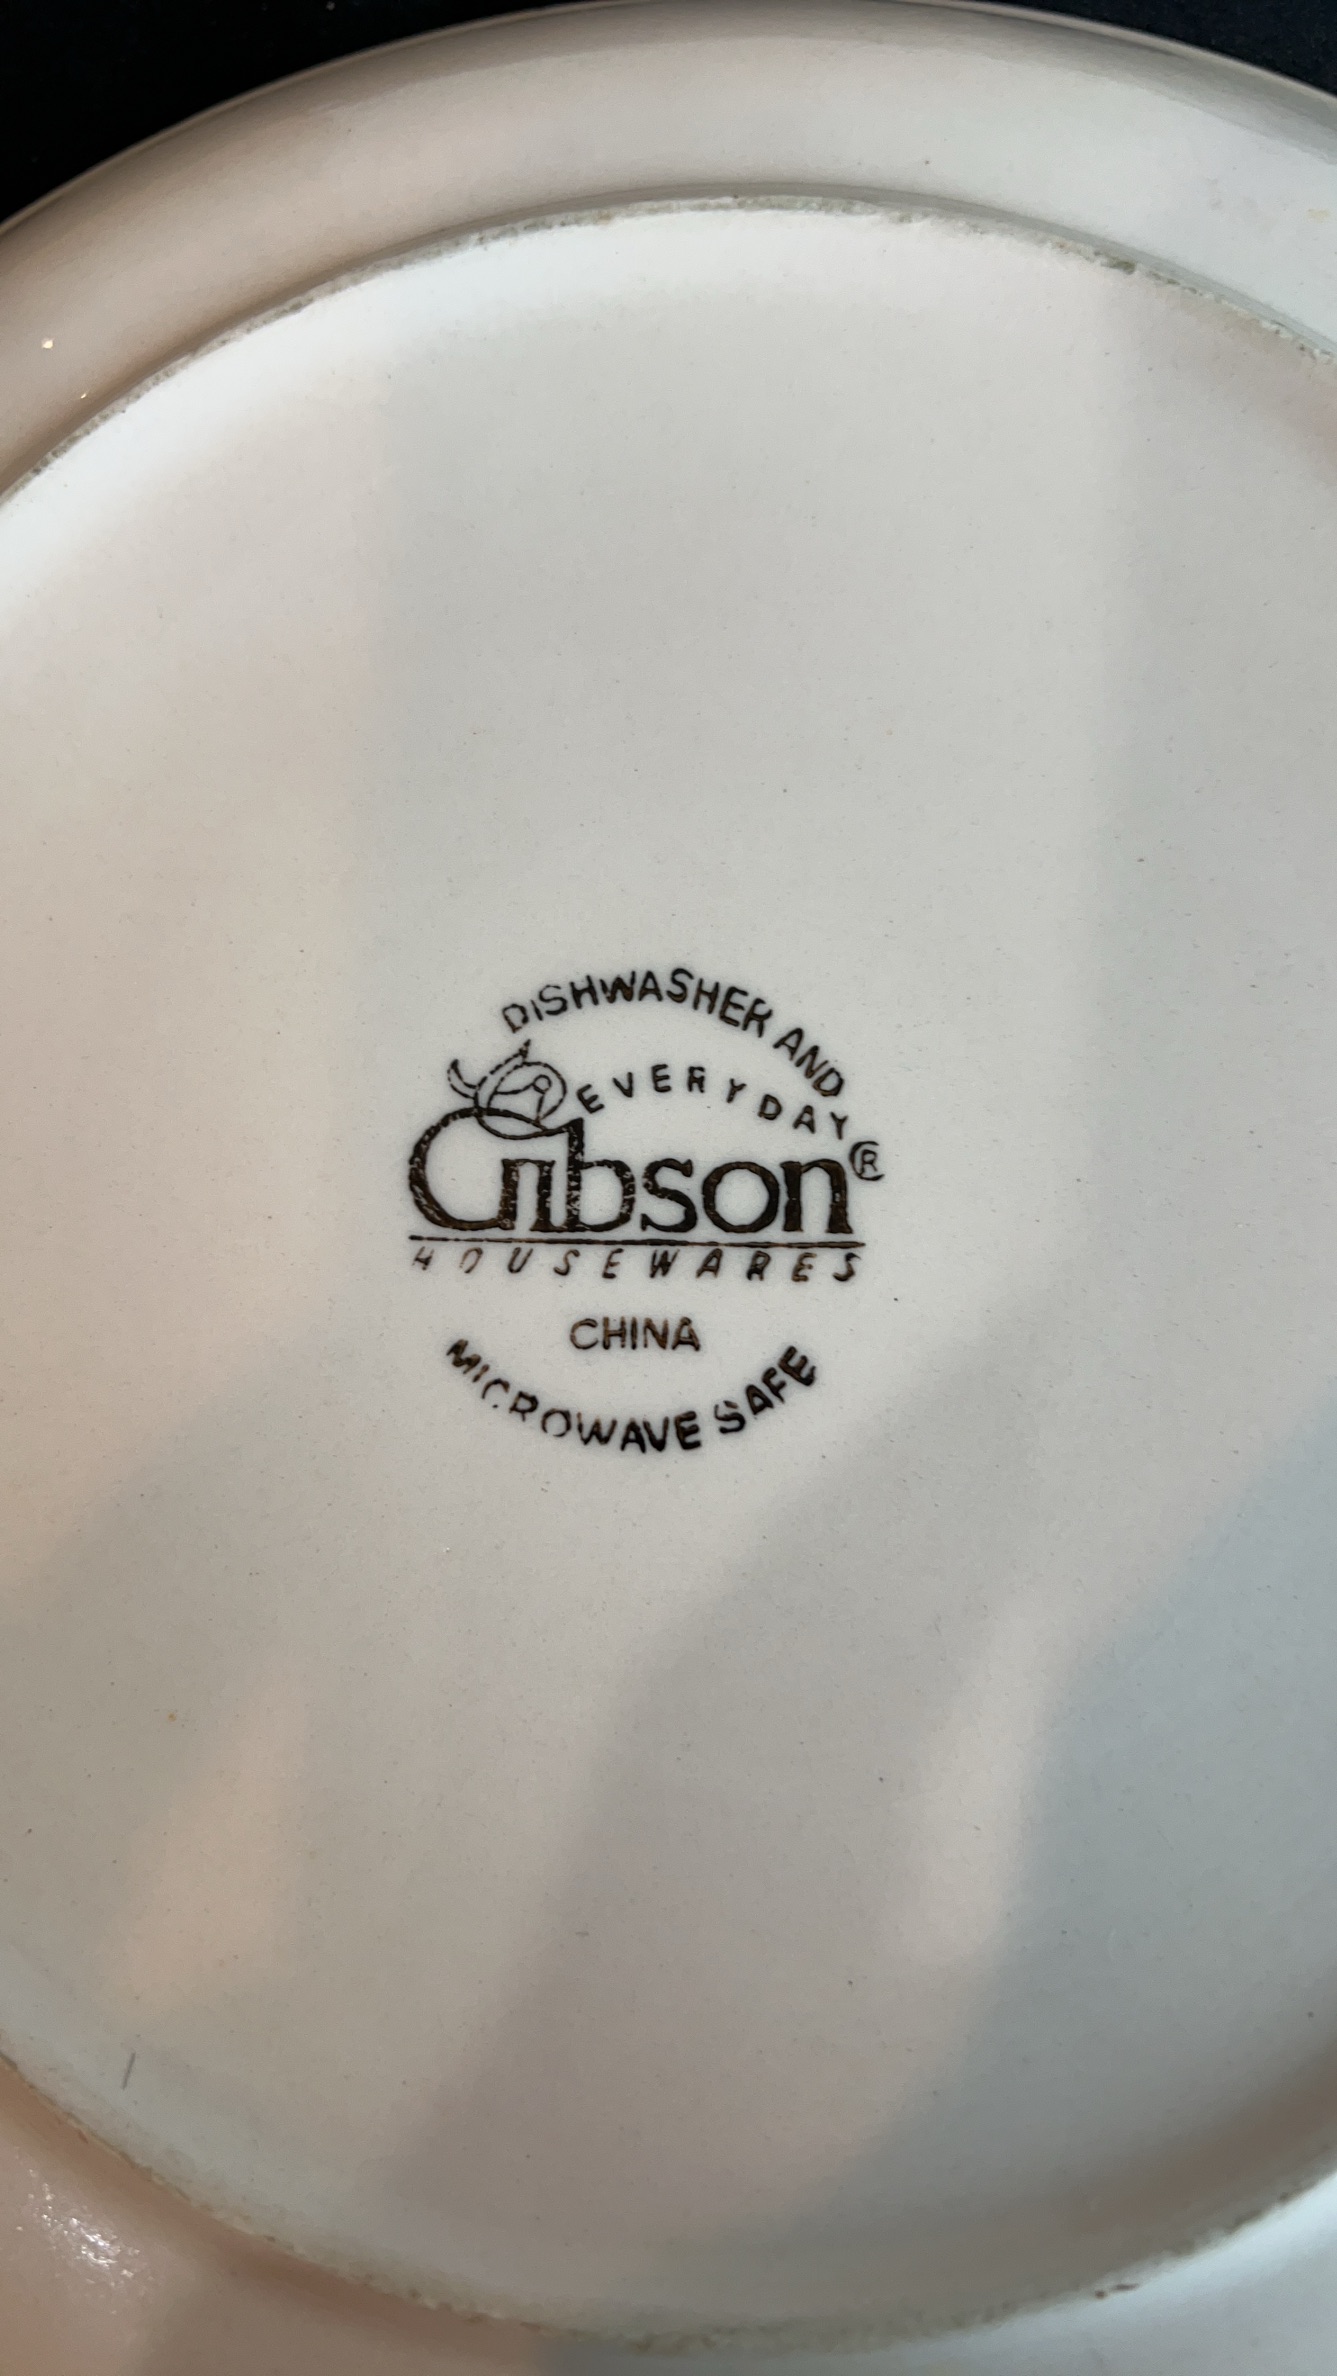 DISHWASHER AND
EVERYDAY
Gibson®
HOUSEWARES
CHINA
MICROWAVE SAFE